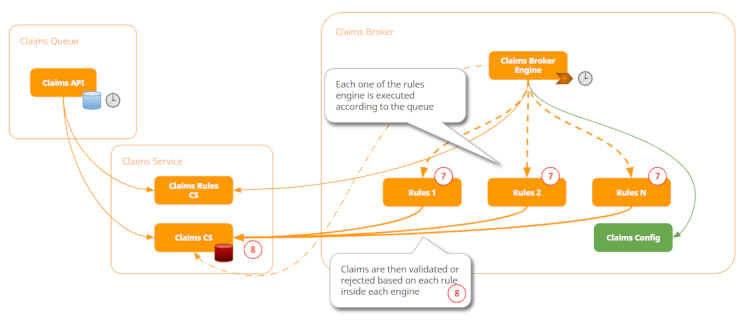 Claims Queue
Claims API
Claims Broker
Claims Broker
Engine
Each one of the rules
engine is executed
according to the queue
Claims Service
Claims Rules
CS
Claims CS
8
Rules 1
7
Rules 2
7
Rules N
7
Claims Config
Claims are then validated or
rejected based on each rule
inside each engine
8